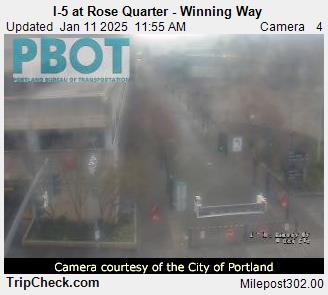 I-5 at Rose Quarter - Winning Way
Updated Jan 11 2025 11:55 AM Camera 4
PBOT
PORTLAND BUREAU OF TRANSPORTATION
Camera courtesy of the City of Portland
TripCheck.com Milepost302.00